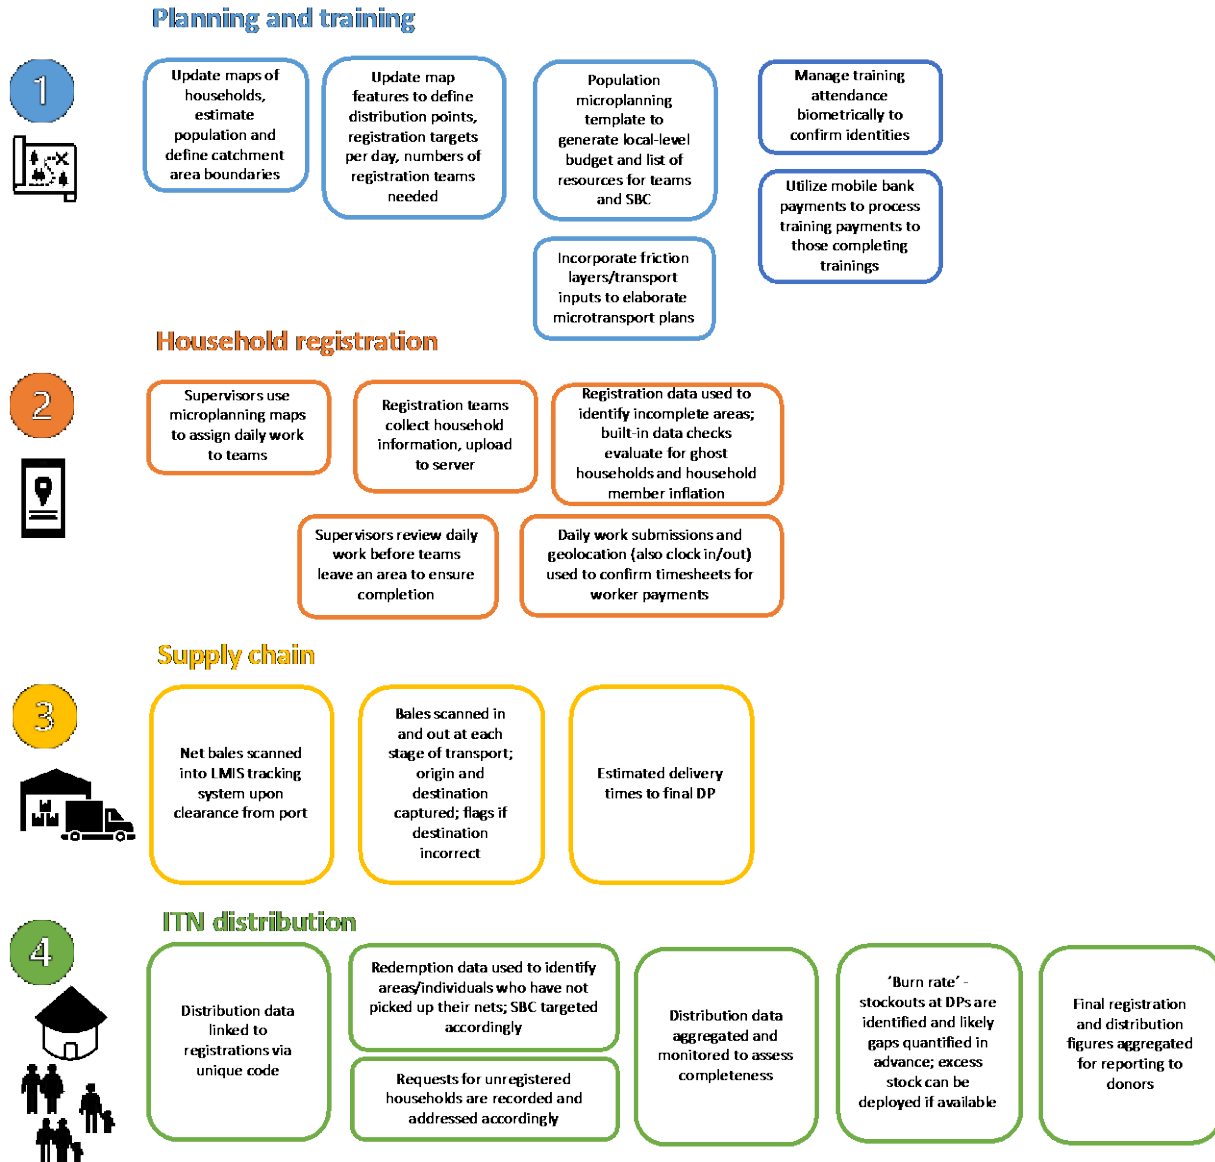 Planning and training
1
Update maps of
households,
estimate
population and
define catchment
area boundaries
Update map
features to define
distribution points,
registration targets
per day, numbers of
registration teams
needed
Population
microplanning
template to
generate local-level
budget and list of
resources for teams
and SBC
Manage training
attendance
biometrically to
confirm identities
Utilize mobile bank
payments to process
training payments to
those completing
trainings
Incorporate friction
layers/transport
inputs to elaborate
microtransport plans
Household registration
2
Supervisors use
microplanning maps
to assign daily work
to teams
Registration teams
collect household
information, upload
to server
Registration data used to
identify incomplete areas;
built-in data checks
evaluate for ghost
households and household
member inflation
Supervisors review daily
work before teams
leave an area to ensure
completion
Daily work submissions and
geolocation (also clock in/out)
used to confirm timesheets for
worker payments
Supply chain
3
Net bales scanned
into LMIS tracking
system upon
clearance from port
Bales scanned in
and out at each
stage of transport;
origin and
destination
captured; flags if
destination
incorrect
Estimated delivery
times to final DP
ITN distribution
4
Distribution data
linked to
registrations via
unique code
Redemption data used to identify
areas/individuals who have not
picked up their nets; SBC targeted
accordingly
Requests for unregistered
households are recorded and
addressed accordingly
Distribution data
aggregated and
monitored to assess
completeness
'Burn rate' -
stockouts at DPs are
identified and likely
gaps quantified in
advance; excess
stock can be
deployed if available
Final registration
and distribution
figures aggregated
for reporting to
donors